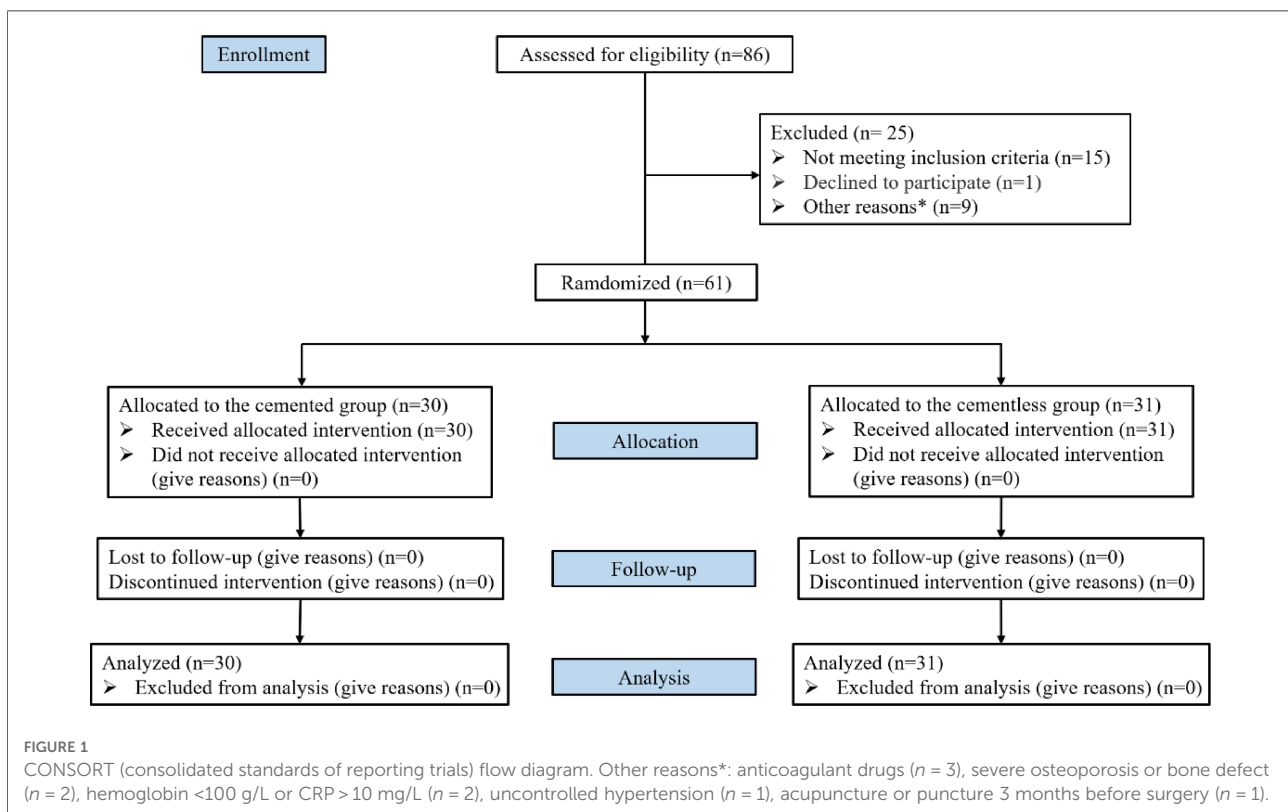 Enrollment
Assessed for eligibility (n=86)
Excluded (n= 25)
➢ Not meeting inclusion criteria (n=15)
➢ Declined to participate (n=1)
➢ Other reasons* (n=9)
Ramdomized (n=61)
Allocated to the cemented group (n=30)
➢ Received allocated intervention (n=30)
➢ Did not receive allocated intervention
(give reasons) (n=0)
Allocation
Allocated to the cementless group (n=31)
➢ Received allocated intervention (n=31)
➢ Did not receive allocated intervention
(give reasons) (n=0)
Lost to follow-up (give reasons) (n=0)
Discontinued intervention (give reasons) (n=0)
Follow-up
Lost to follow-up (give reasons) (n=0)
Discontinued intervention (give reasons) (n=0)
Analyzed (n=30)
➢ Excluded from analysis (give reasons) (n=0)
Analysis
Analyzed (n=31)
➢ Excluded from analysis (give reasons) (n=0)
FIGURE 1
CONSORT (consolidated standards of reporting trials) flow diagram. Other reasons*: anticoagulant drugs (n = 3), severe osteoporosis or bone defect
(n = 2), hemoglobin <100 g/L or CRP > 10 mg/L (n = 2), uncontrolled hypertension (n = 1), acupuncture or puncture 3 months before surgery (n = 1).